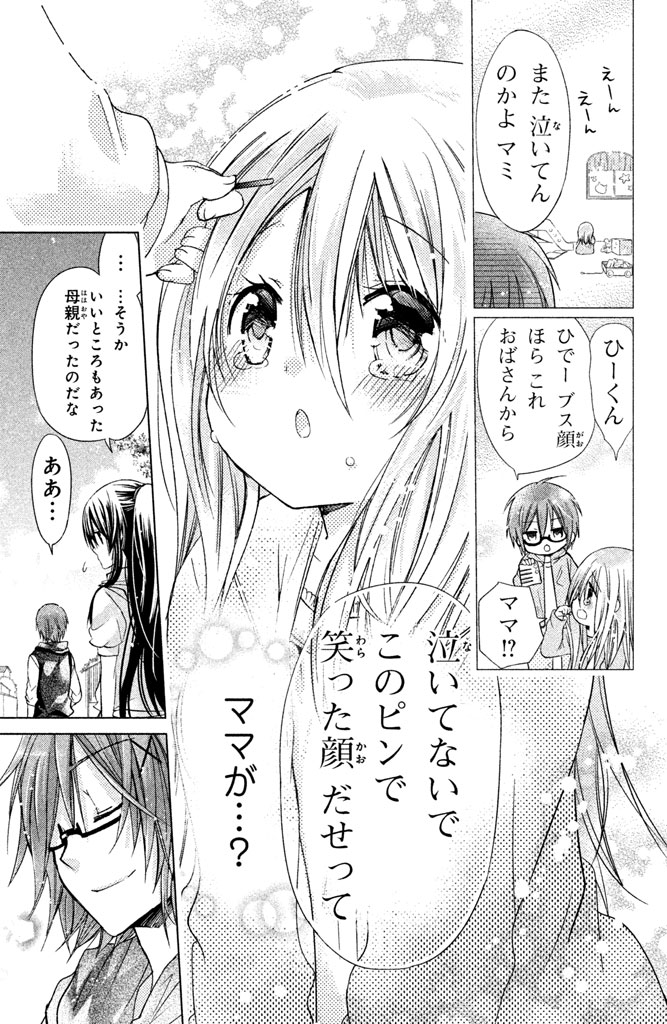 えーん
えーん
また 泣いてん
のかよ マミ
ひーくん
ひでー ブス顔
ほら これ
おばさんから
ママ!?
泣いてないで
このピンで
笑った顔 だせって
ママが…?
… …そうか
いいところもあった
母親だったのだな
ああ…